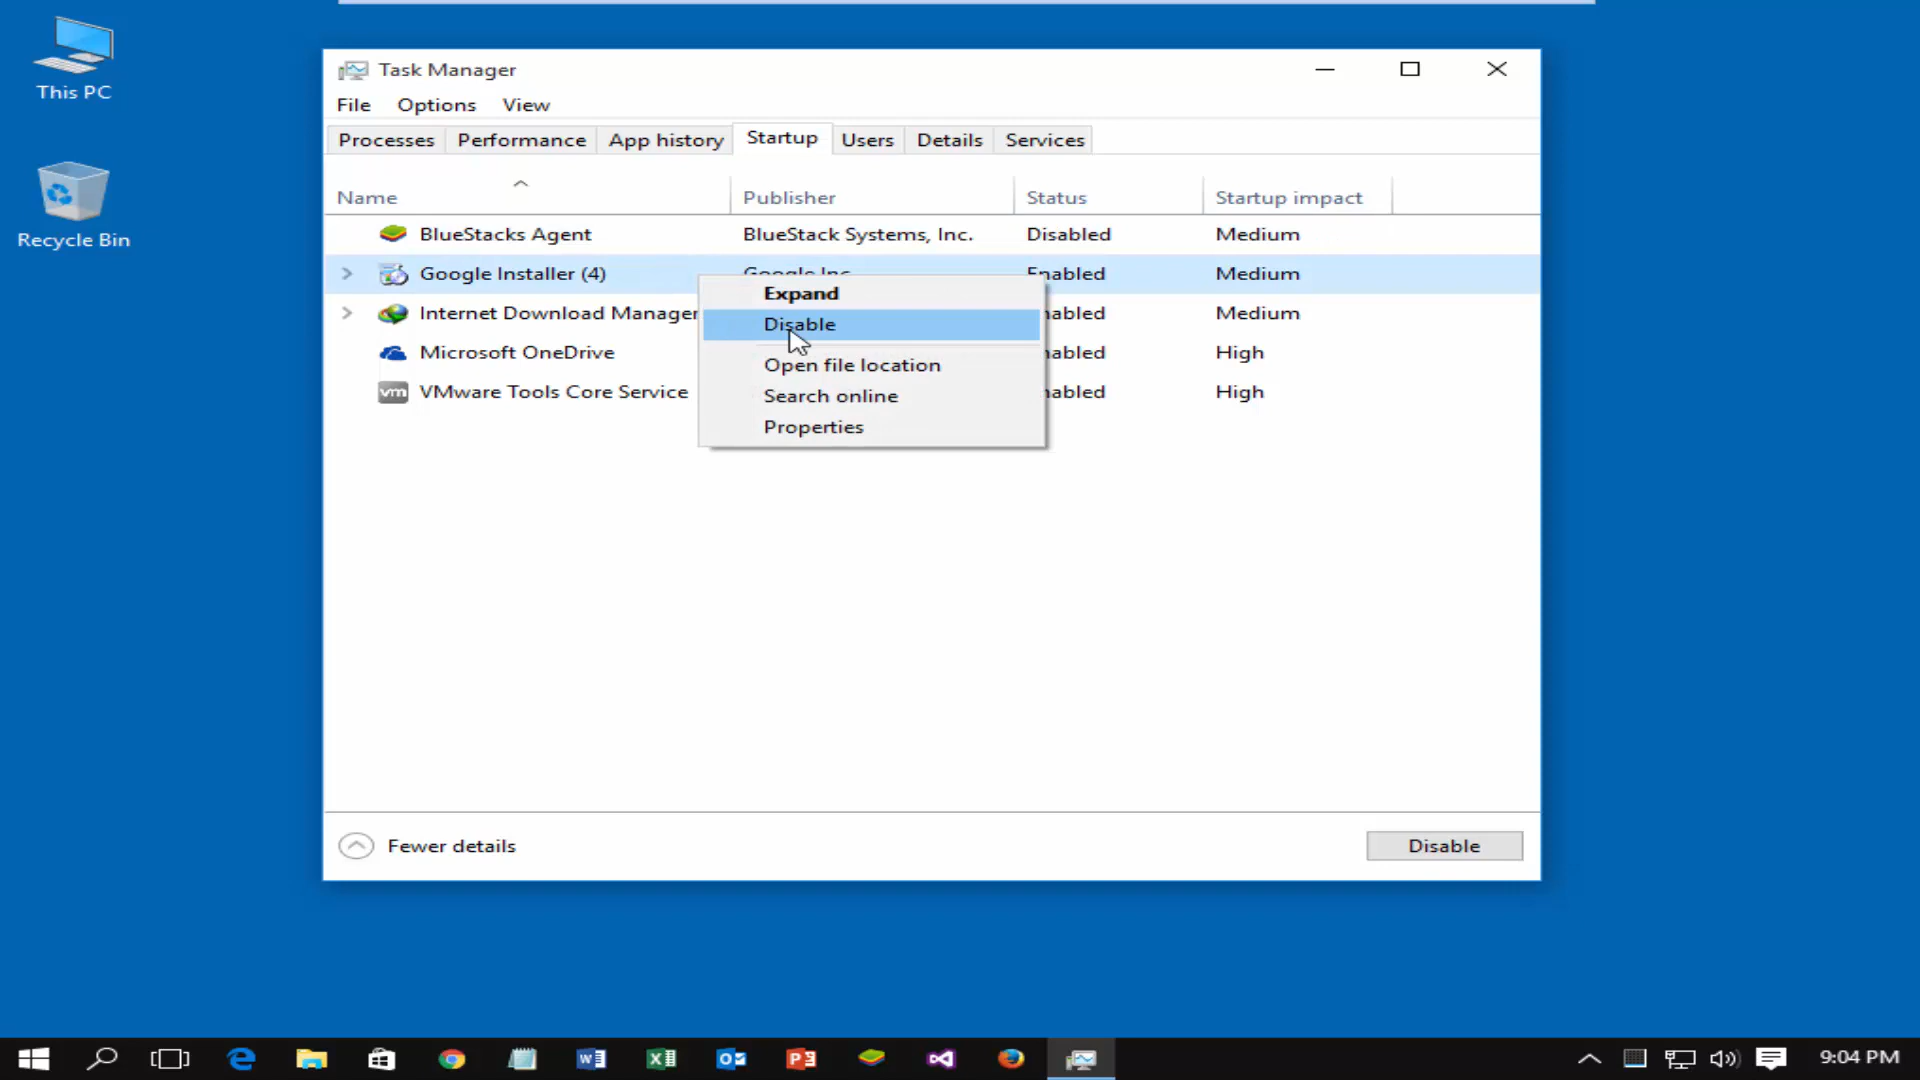 This PC
Recycle Bin
Task Manager
File Options View
Processes Performance App history Startup Users Details Services
Name Publisher Status Startup impact
BlueStacks Agent BlueStack Systems, Inc. Disabled Medium
Google Installer (4) Google Inc Enabled Medium
Internet Download Manager Medium
Microsoft OneDrive High
vm VMware Tools Core Service High
Expand
Disable
Open file location
Search online
Properties
Fewer details Disable
9:04 PM